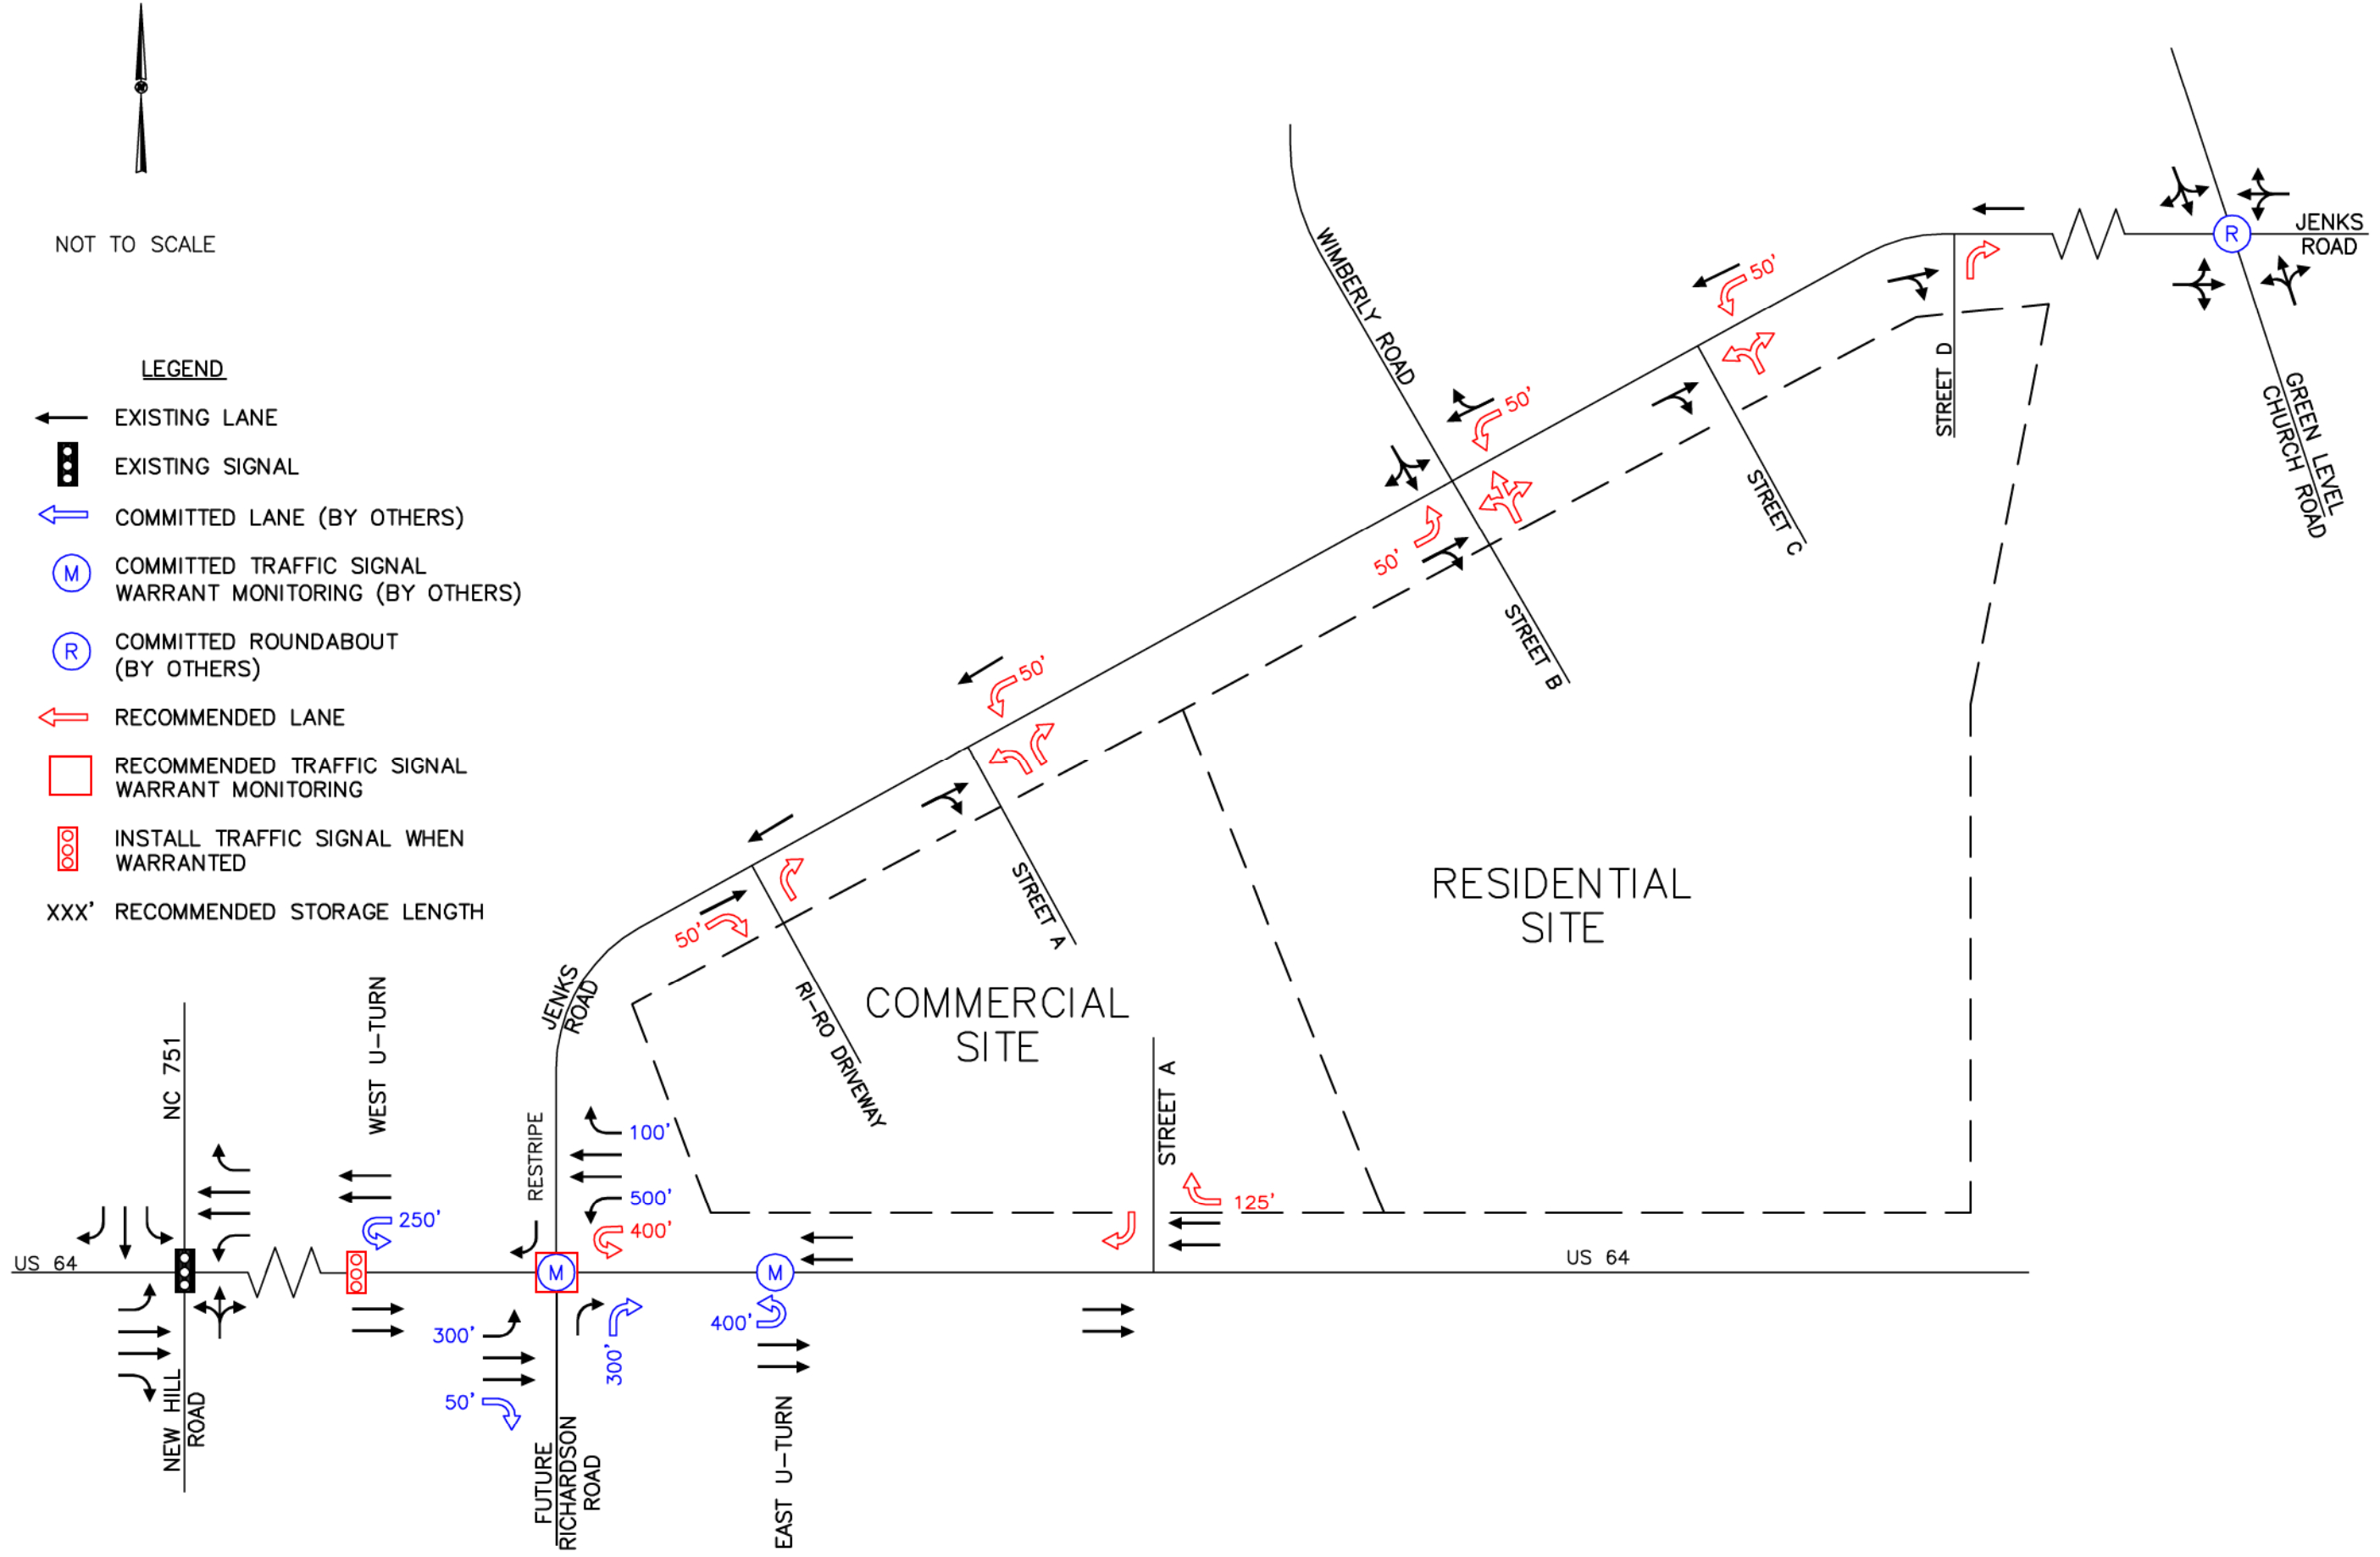 NOT TO SCALE
LEGEND
EXISTING LANE
EXISTING SIGNAL
COMMITTED LANE (BY OTHERS)
M
COMMITTED TRAFFIC SIGNAL
WARRANT MONITORING (BY OTHERS)
R
COMMITTED ROUNDABOUT
(BY OTHERS)
RECOMMENDED LANE
RECOMMENDED TRAFFIC SIGNAL
WARRANT MONITORING
INSTALL TRAFFIC SIGNAL WHEN
WARRANTED
XXX' RECOMMENDED STORAGE LENGTH
WIMBERLY ROAD
50'
50'
50'
STREET B
STREET C
STREET D
R
JENKS
ROAD
GREEN LEVEL
CHURCH ROAD
50'
STREET A
50'
RI-RO DRIVEWAY
JENKS
ROAD
COMMERCIAL
SITE
RESIDENTIAL
SITE
NC 751
WEST U-TURN
RESTRIPE
100'
500'
400'
250'
STREET A
125'
US 64
M
M
US 64
300'
50'
300'
400'
NEW HILL
ROAD
FUTURE
RICHARDSON
ROAD
EAST U-TURN